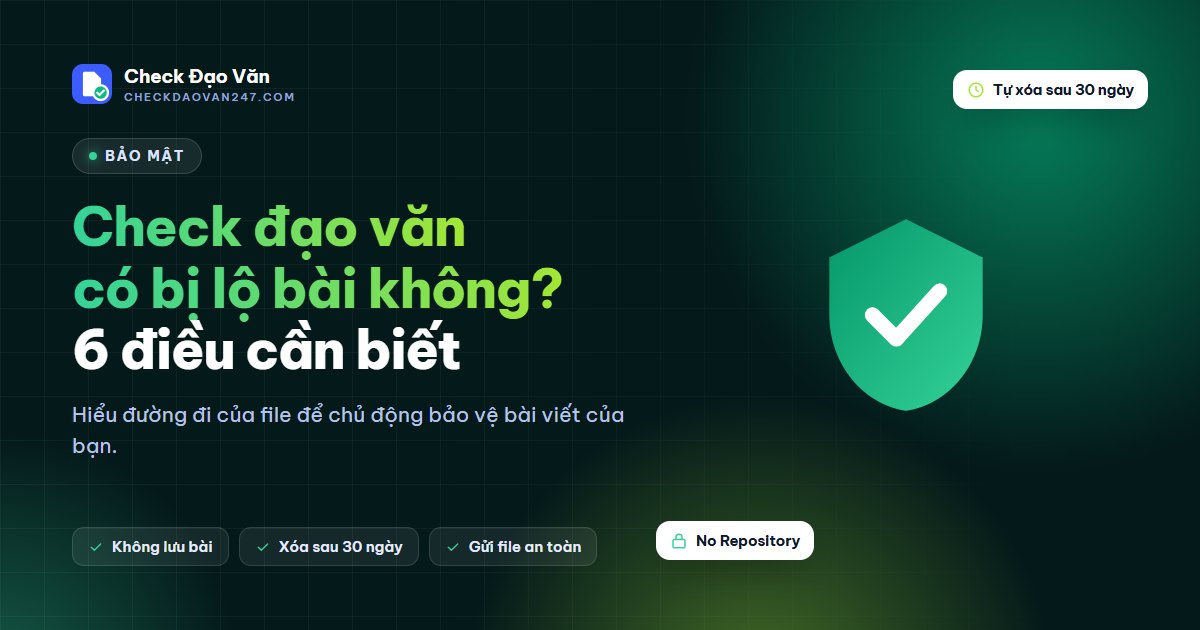 Check Đạo Văn
CHECKDAOVAN247.COM
Tự xóa sau 30 ngày
BẢO MẬT
Check đạo văn
có bị lộ bài không?
6 điều cần biết
Hiểu đường đi của file để chủ động bảo vệ bài viết của
bạn.
Không lưu bài
Xóa sau 30 ngày
Gửi file an toàn
No Repository